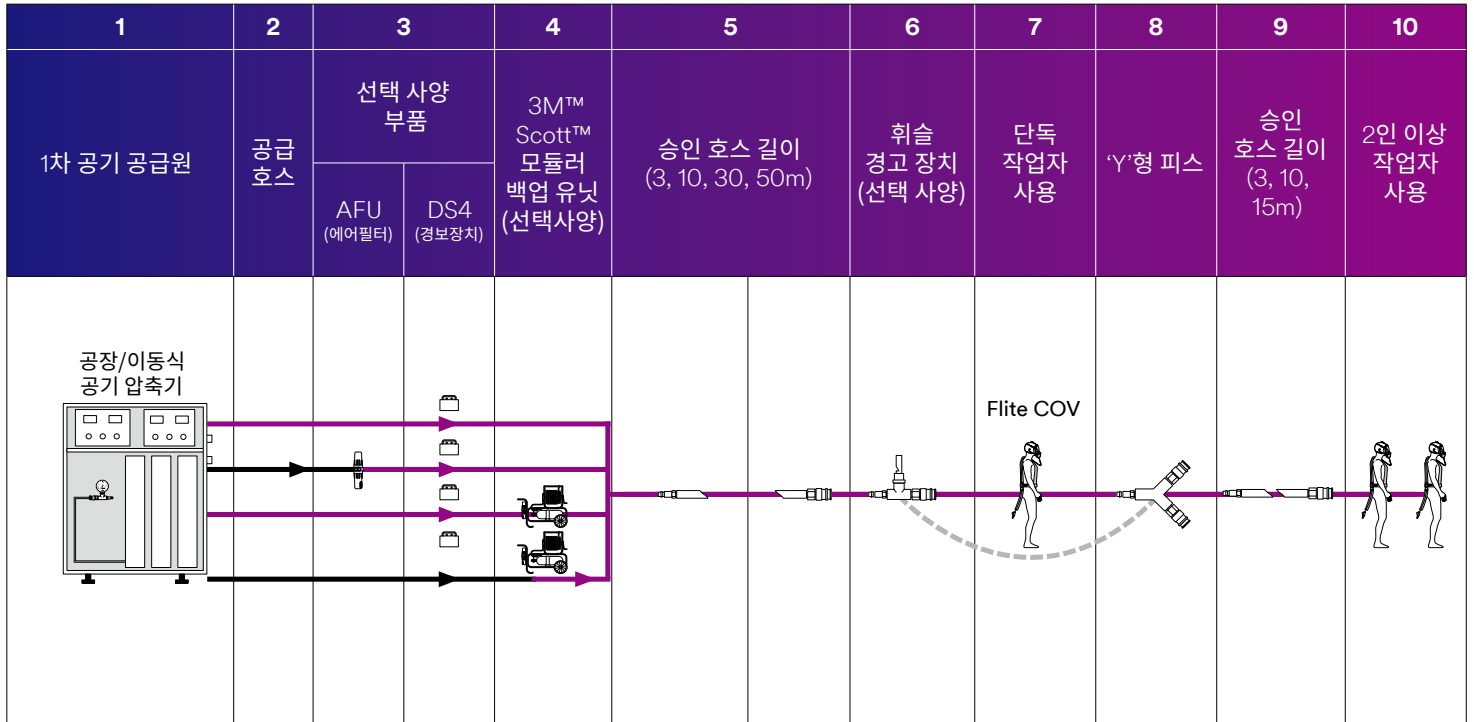 1
2
3
4
5
6
7
8
9
10
1차 공기 공급원
공급
호스
선택 사양
부품
AFU
(에어필터)
DS4
(경보장치)
3M™
Scott™
모듈러
백업 유닛
(선택사양)
승인 호스 길이
(3, 10, 30, 50m)
휘슬
경고 장치
(선택 사양)
단독
작업자
사용
‘Y’형 피스
승인
호스 길이
(3, 10,
15m)
2인 이상
작업자
사용
공장/이동식
공기 압축기
Flite COV